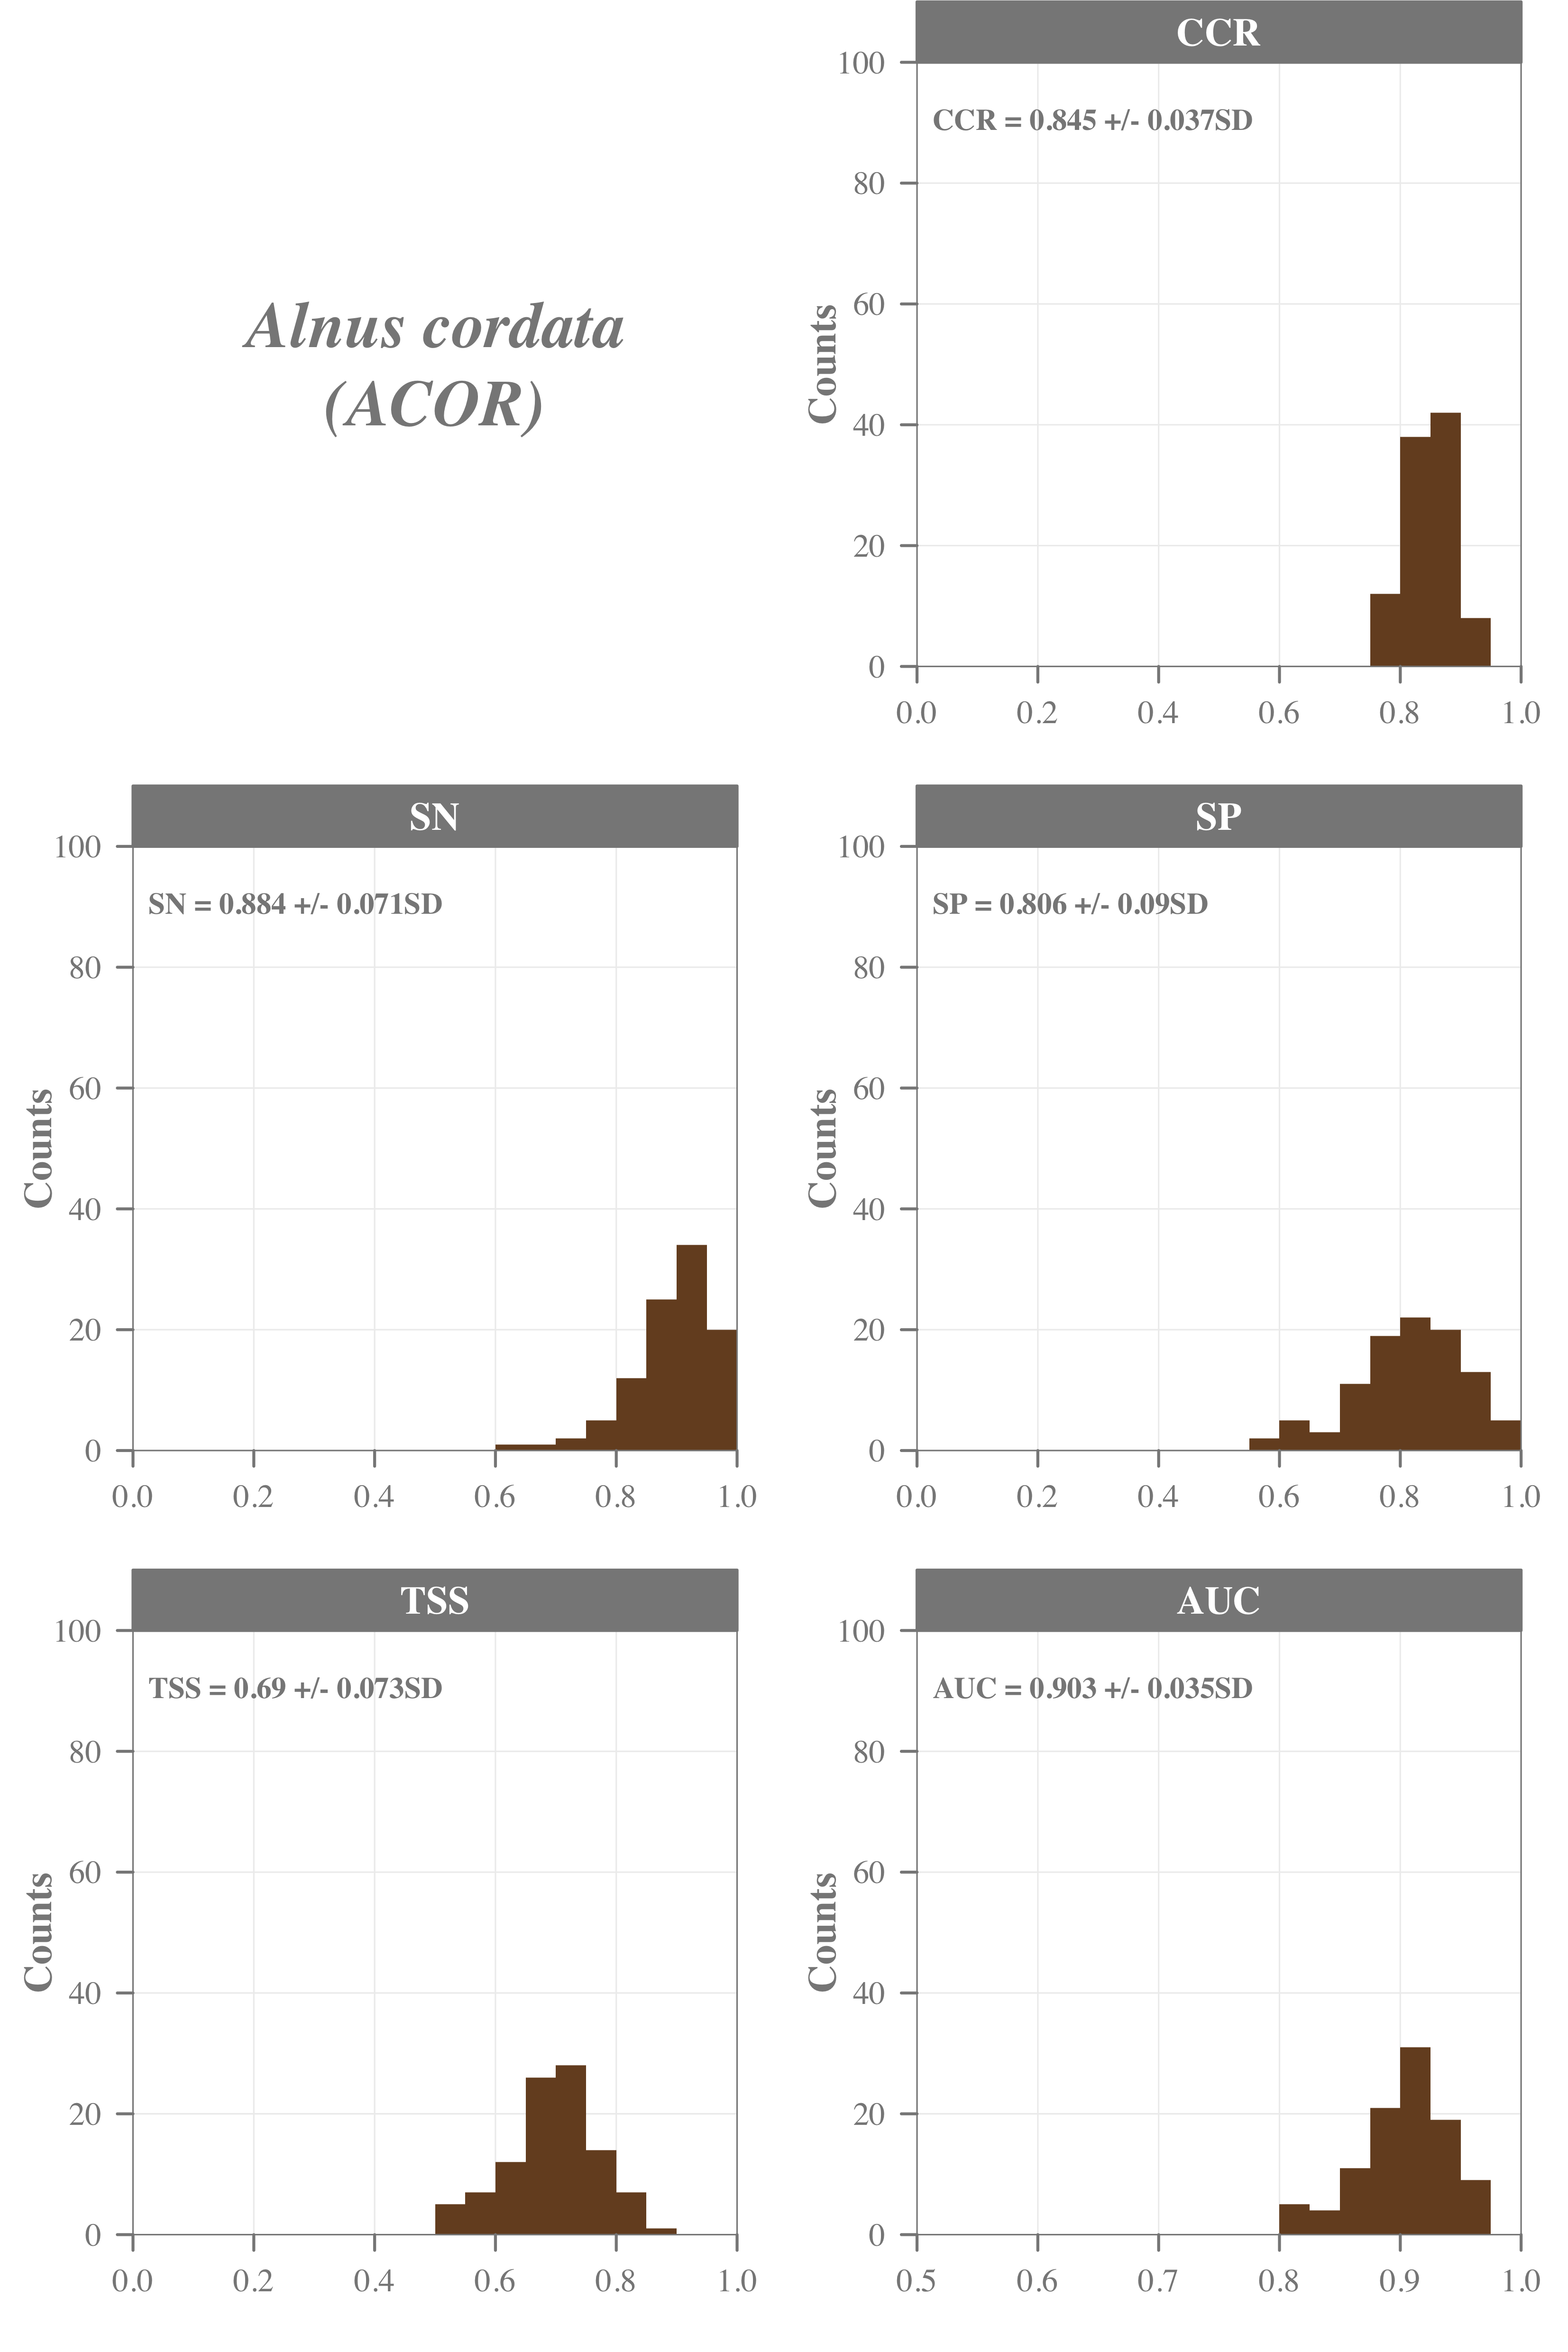 CCR
100
CCR = 0.845 +/- 0.037SD
80
Alnus cordata
(ACOR)
60
Counts
40
20
0
0.0 0.2 0.4 0.6 0.8 1.0
SN
100
SN = 0.884 +/- 0.071SD
80
60
Counts
40
20
0
0.0 0.2 0.4 0.6 0.8 1.0
SP
100
SP = 0.806 +/- 0.09SD
80
60
Counts
40
20
0
0.0 0.2 0.4 0.6 0.8 1.0
TSS
100
TSS = 0.69 +/- 0.073SD
80
60
Counts
40
20
0
0.0 0.2 0.4 0.6 0.8 1.0
AUC
100
AUC = 0.903 +/- 0.035SD
80
60
Counts
40
20
0
0.5 0.6 0.7 0.8 0.9 1.0